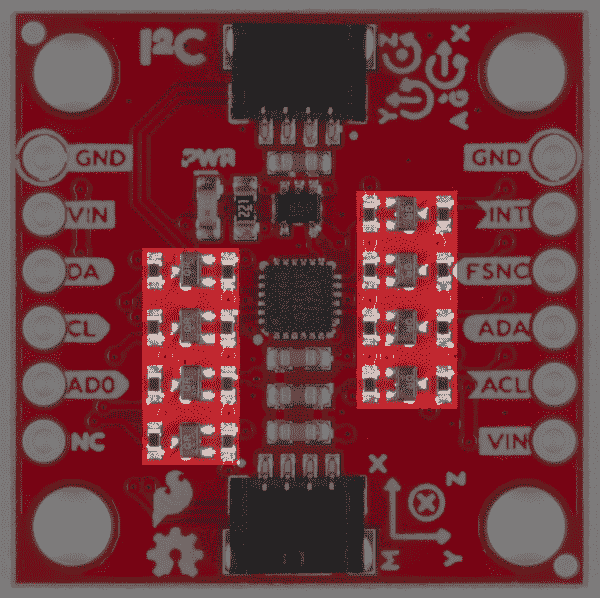 I²C
Z
X
Y
G
A
GND
GND
PWR
VIN
INT
221
DA
FSNC
CL
ADA
AD0
ACL
NC
VIN
X
Z
M
Y